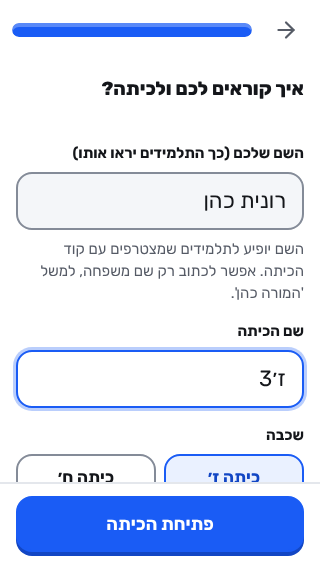 איך קוראים לכם ולכיתה?
השם שלכם (כך התלמידים יראו אותו)
רונית כהן
השם יופיע לתלמידים שמצטרפים עם קוד
הכיתה. אפשר לכתוב רק שם משפחה, למשל
'המורה כהן'.
שם הכיתה
ז׳3
שכבה
כיתה ז׳
כיתה ח׳
פתיחת הכיתה